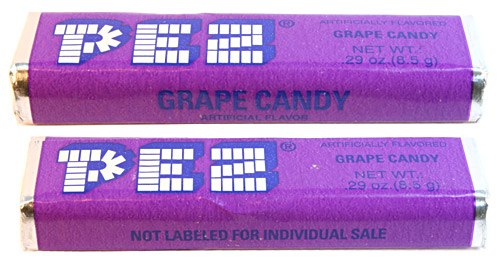 PEZ®
ARTIFICIALLY FLAVORED
GRAPE CANDY
NET WT.
.29 oz.(8.5 g)
GRAPE CANDY
ARTIFICIAL FLAVOR
PEZ®
ARTIFICIALLY FLAVORED
GRAPE CANDY
NET WT.
.29 oz.(8.5 g)
NOT LABELED FOR INDIVIDUAL SALE